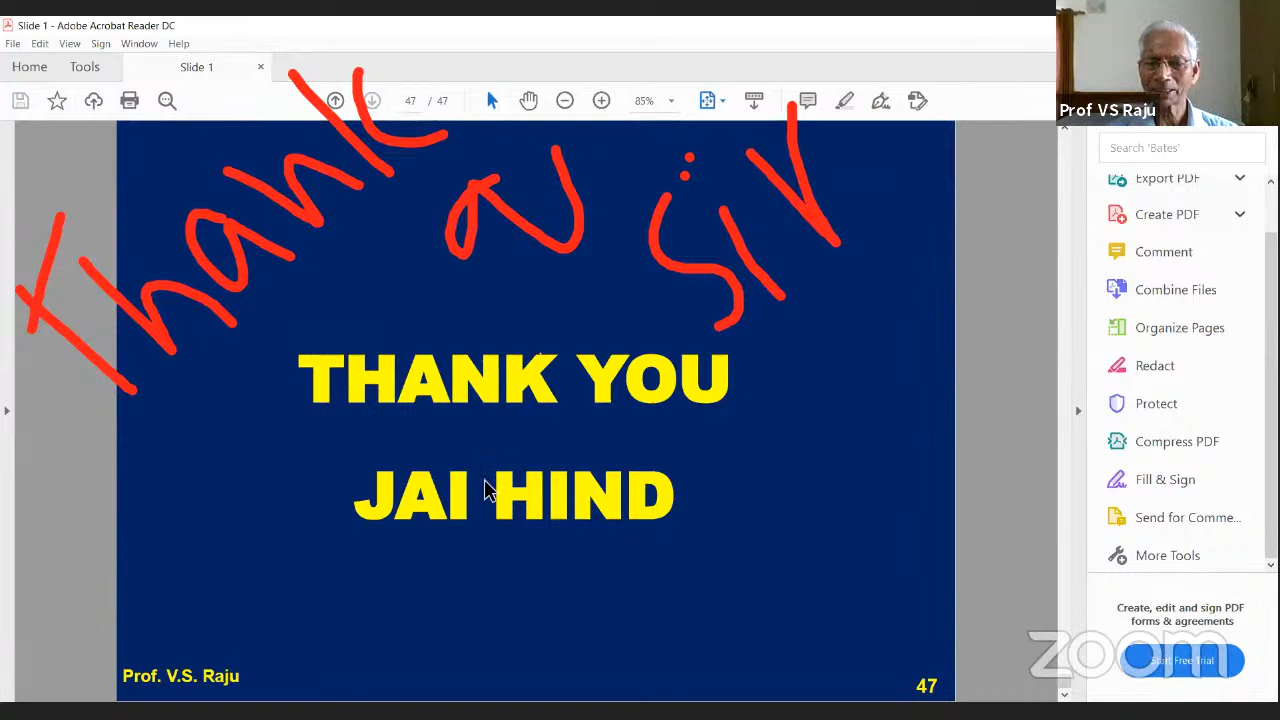 Slide 1 - Adobe Acrobat Reader DC
File Edit View Sign Window Help
Home Tools Slide 1 ×
47 / 47 85%
Prof VS Raju
Thank
Sir
THANK YOU
JAI HIND
Prof. V.S. Raju
47
Search 'Bates'
Export PDF
Create PDF
Comment
Combine Files
Organize Pages
Redact
Protect
Compress PDF
Fill & Sign
Send for Comme...
More Tools
Create, edit and sign PDF
forms & agreements
Start Free Trial
zoom